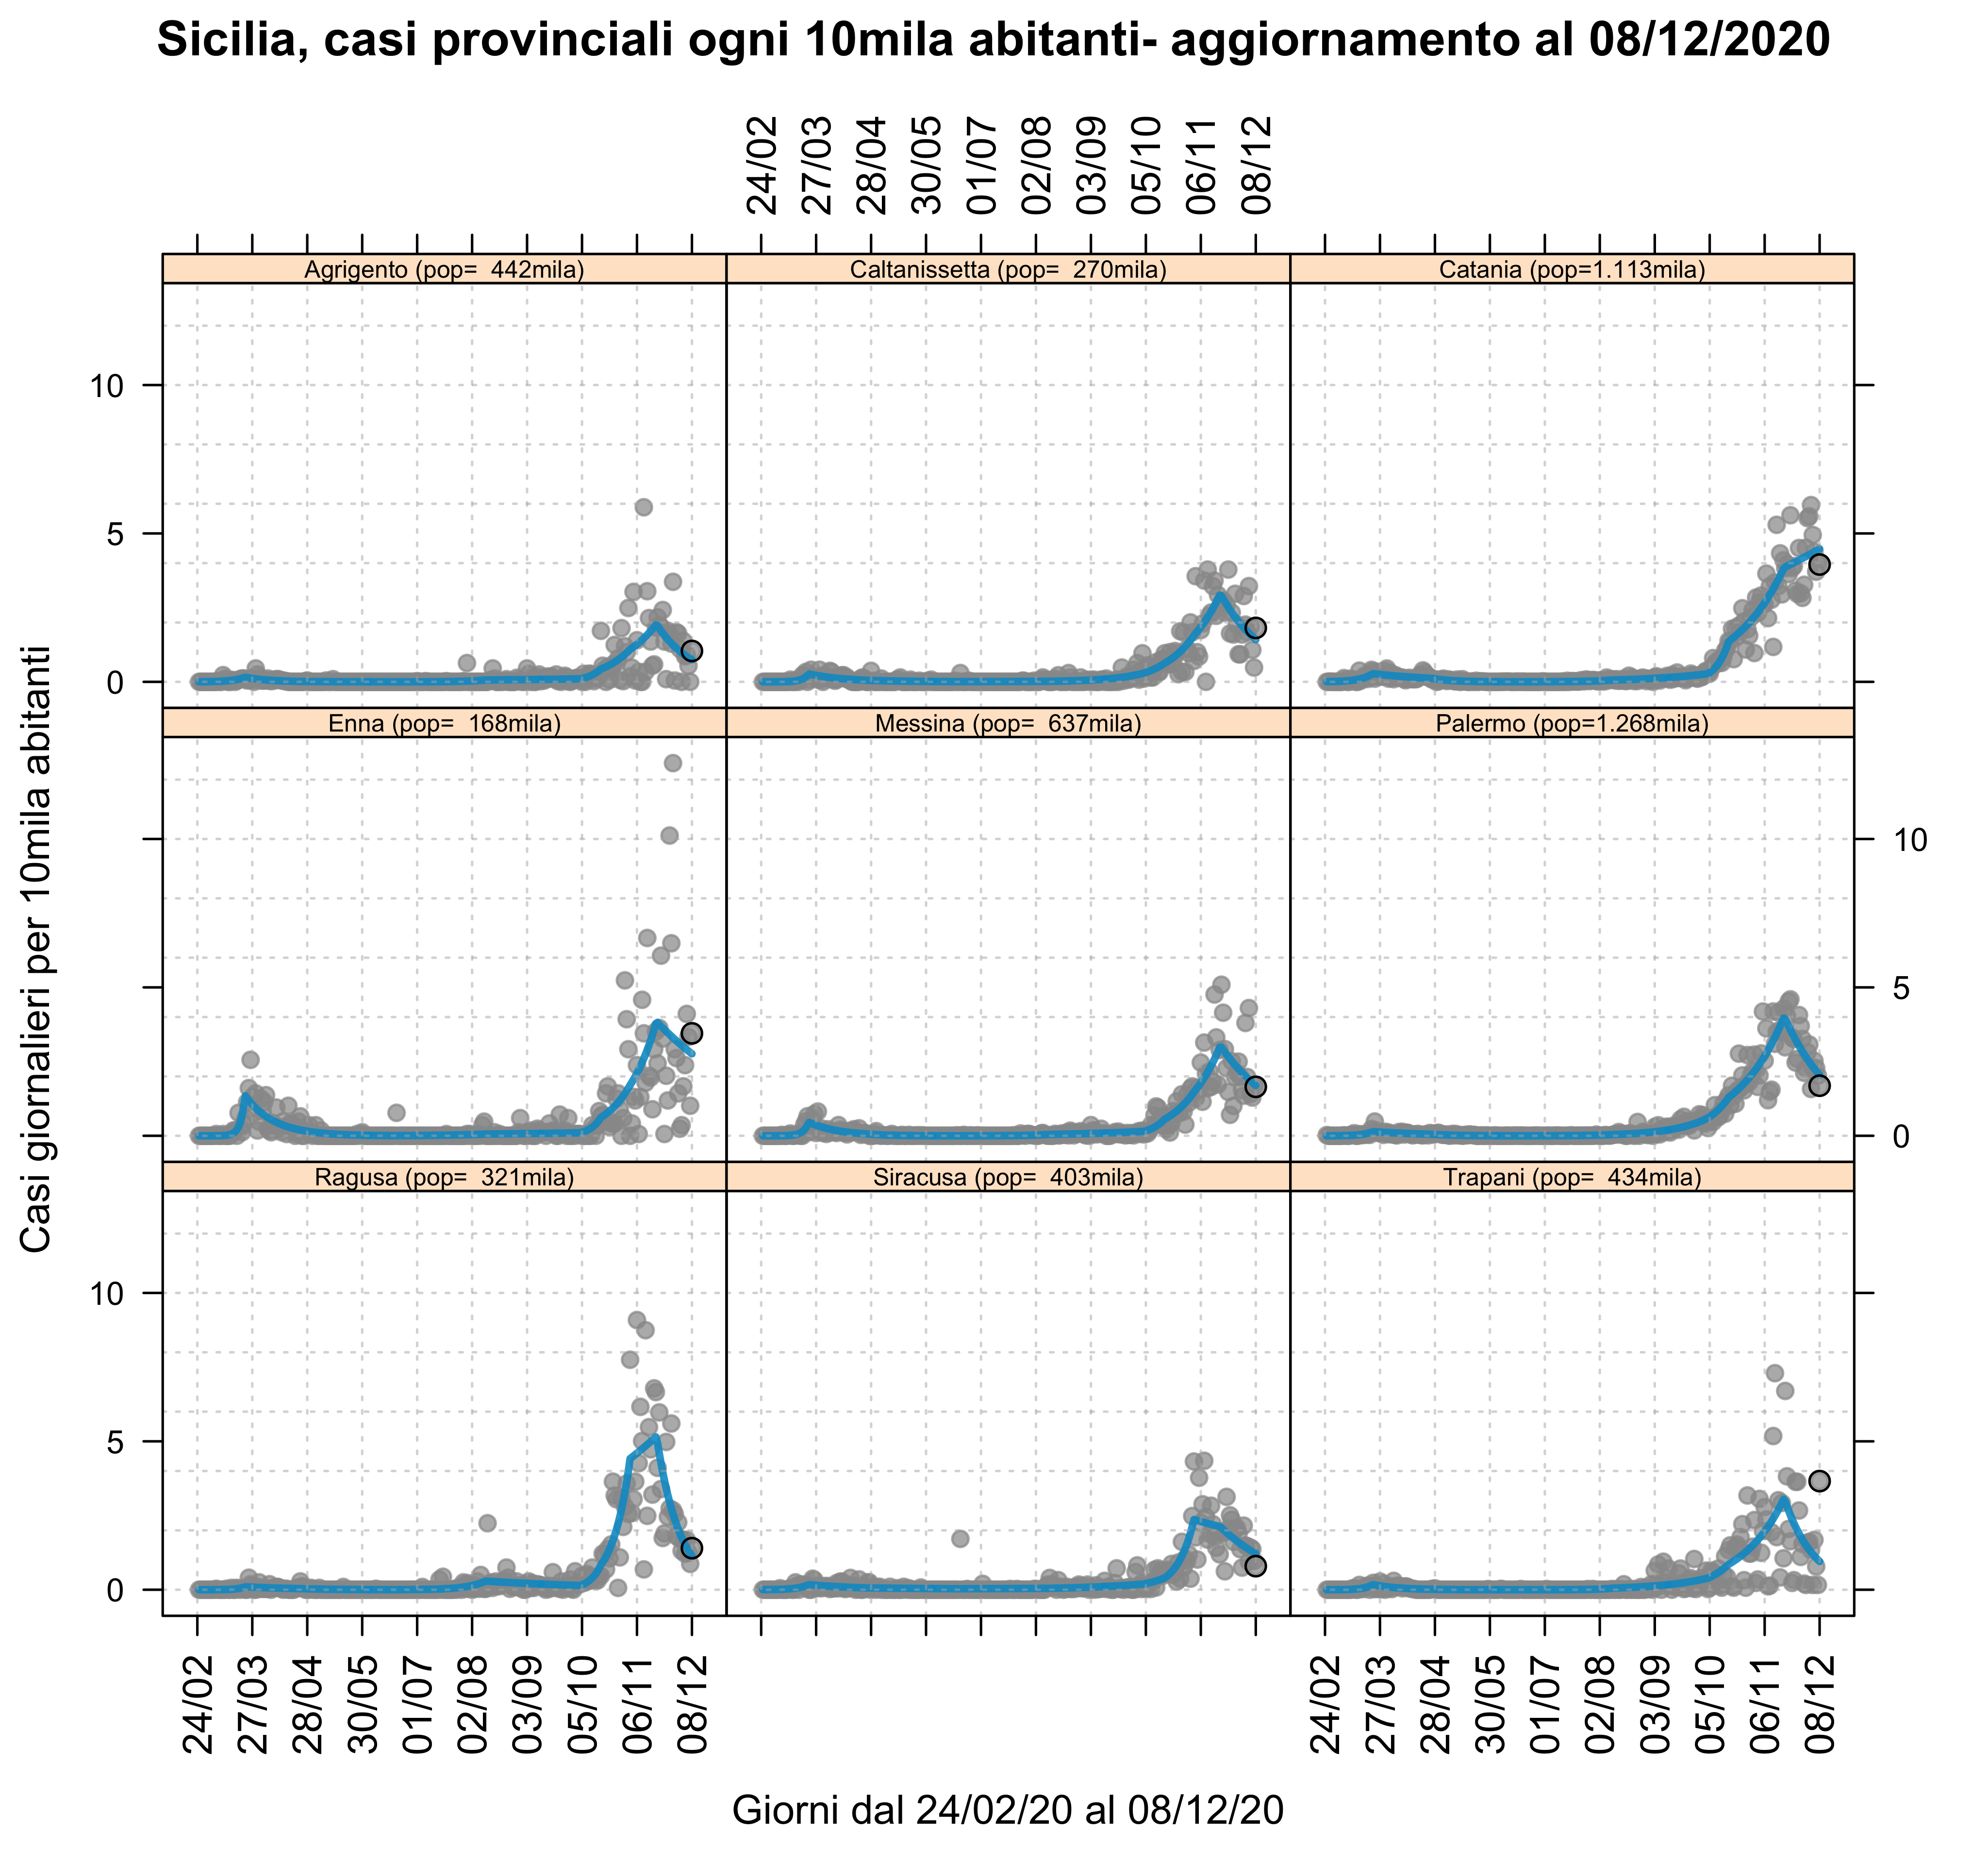 Sicilia, casi provinciali ogni 10mila abitanti- aggiornamento al 08/12/2020
24/02 27/03 28/04 30/05 01/07 02/08 03/09 05/10 06/11 08/12
Agrigento (pop=  442mila) Caltanissetta (pop=  270mila) Catania (pop=1.113mila)
10
5
0
Enna (pop=  168mila) Messina (pop=  637mila) Palermo (pop=1.268mila)
10
5
0
Casi giornalieri per 10mila abitanti
Ragusa (pop=  321mila) Siracusa (pop=  403mila) Trapani (pop=  434mila)
10
5
0
24/02 27/03 28/04 30/05 01/07 02/08 03/09 05/10 06/11 08/12 24/02 27/03 28/04 30/05 01/07 02/08 03/09 05/10 06/11 08/12
Giorni dal 24/02/20 al 08/12/20